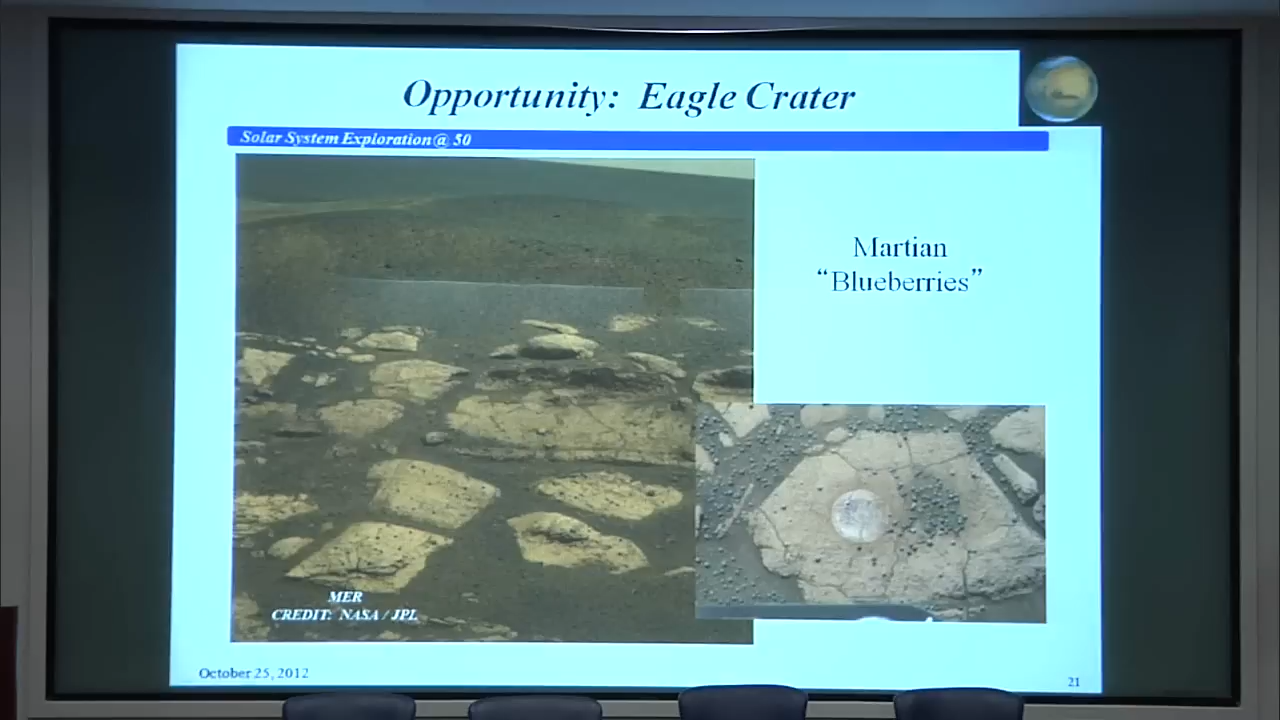 Opportunity: Eagle Crater
Solar System Exploration @ 50
Martian
“Blueberries”
MER
CREDIT: NASA / JPL
October 25, 2012
21